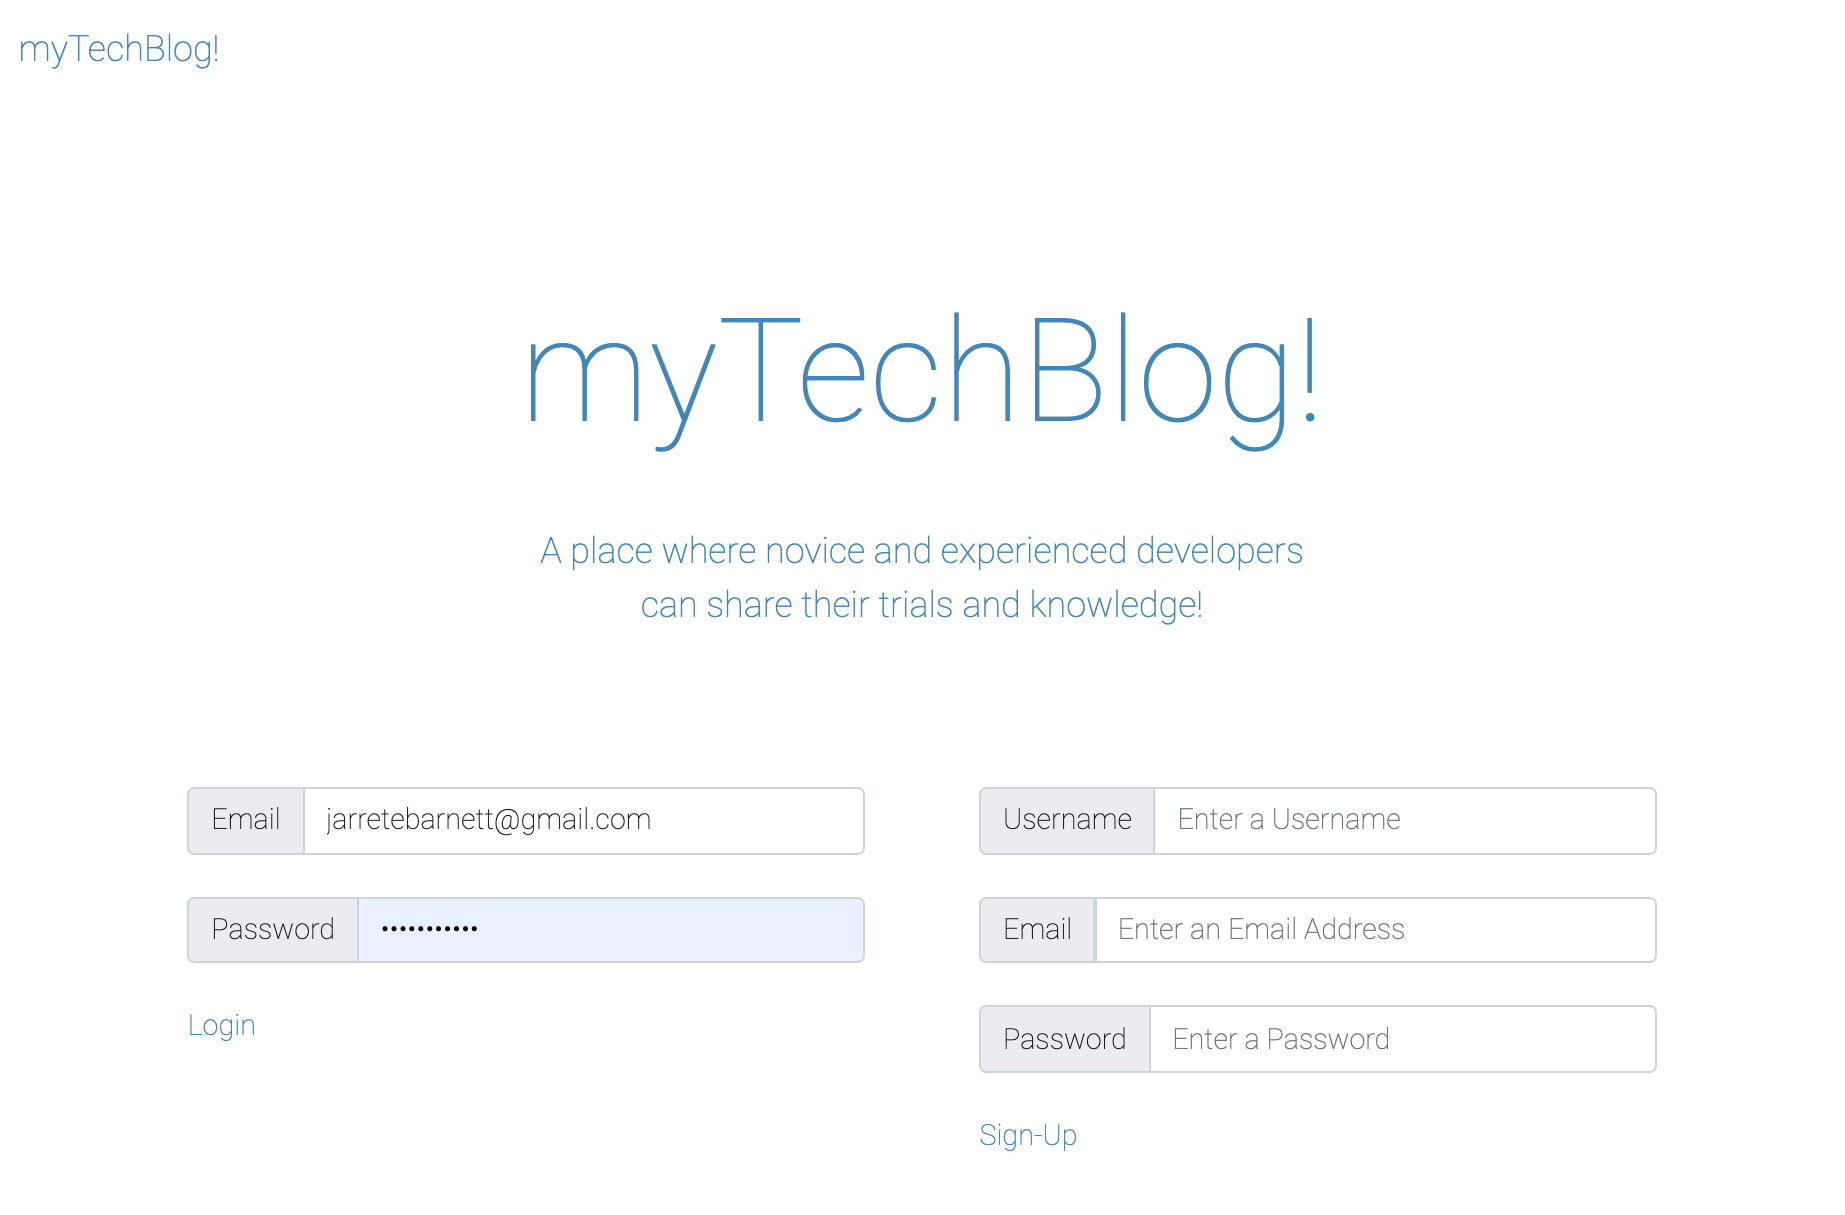 myTechBlog!
myTechBlog!
A place where novice and experienced developers
can share their trials and knowledge!
Email jarretebarnett@gmail.com
Password •••••••••••
Login
Username Enter a Username
Email Enter an Email Address
Password Enter a Password
Sign-Up